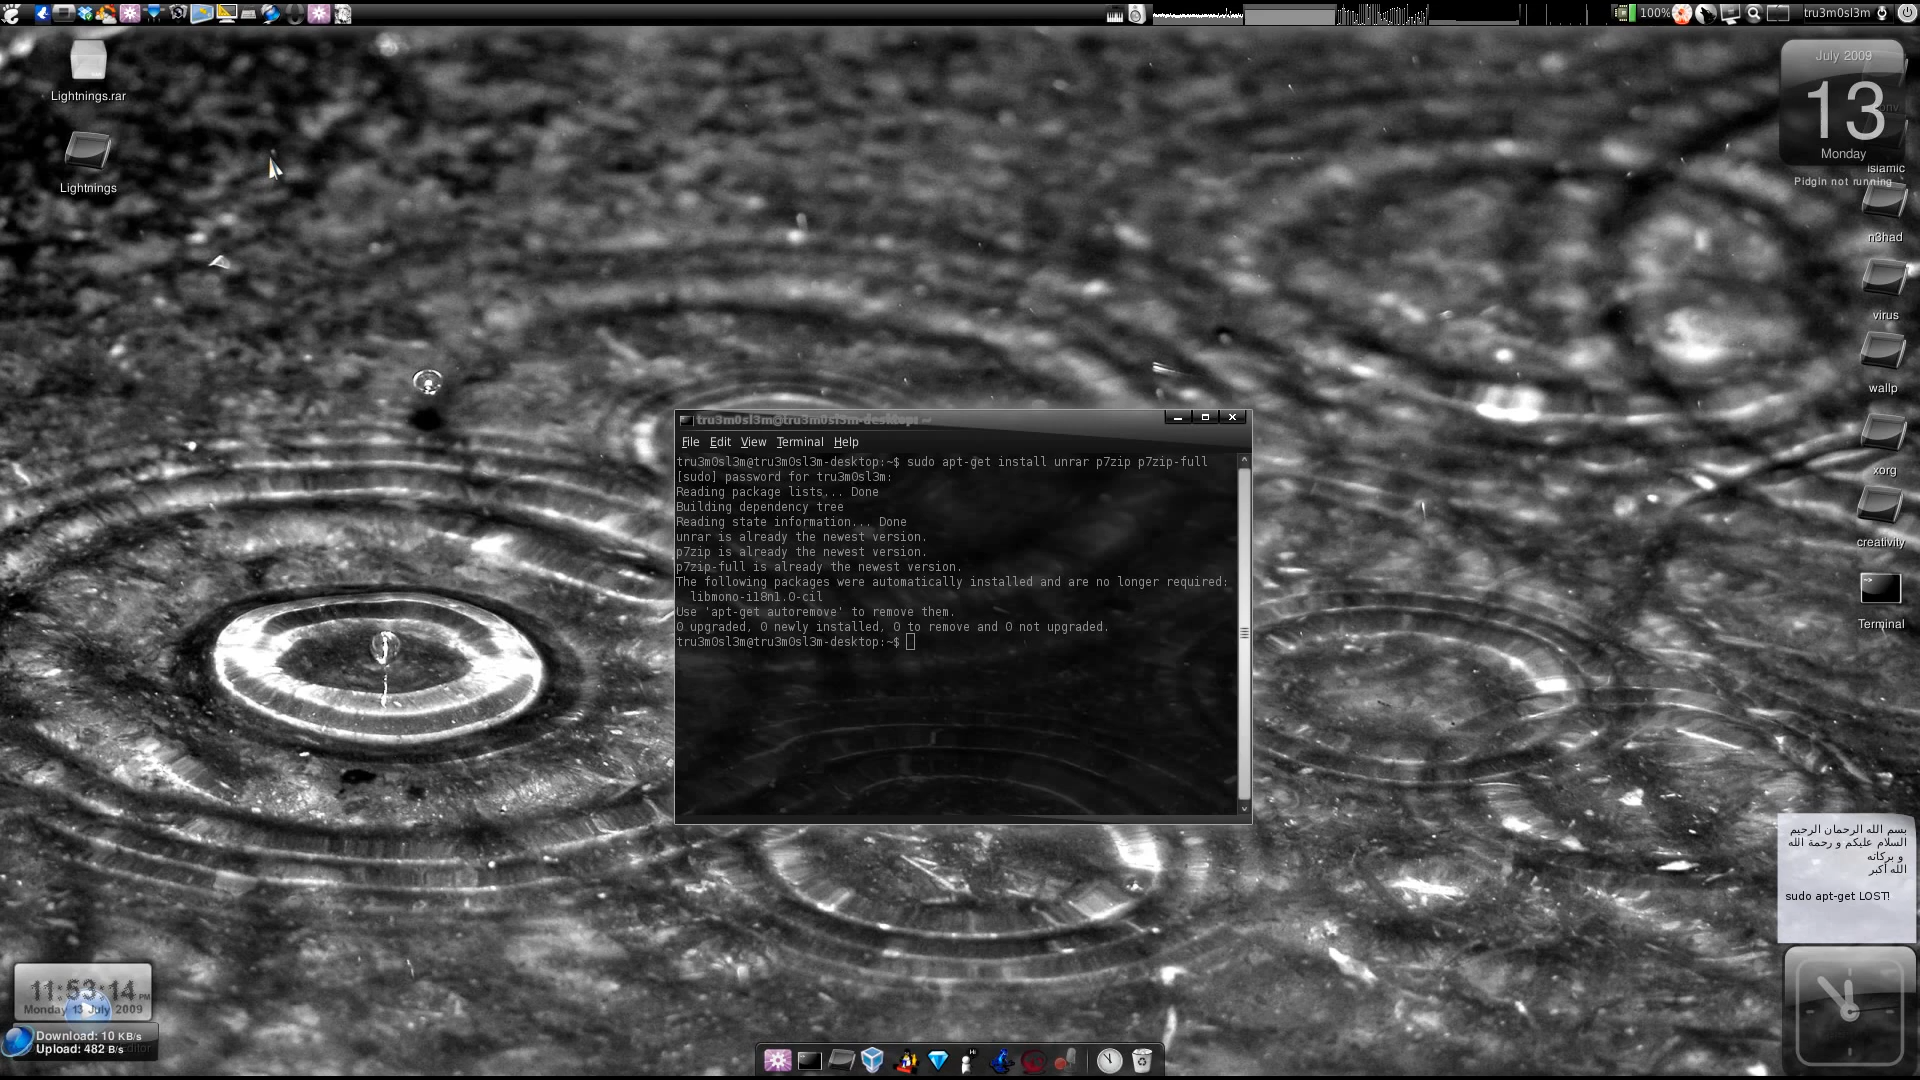 100%
tru3m0sl3m
Lightnings.rar
Lightnings
July 2009
13
Monday
islamic
Pidgin not running
n3had
virus
wallp
xorg
creativity
Terminal
tru3m0sl3m@tru3m0sl3m-desktop: ~
File Edit View Terminal Help
tru3m0sl3m@tru3m0sl3m-desktop:~$ sudo apt-get install unrar p7zip p7zip-full
[sudo] password for tru3m0sl3m:
Reading package lists... Done
Building dependency tree
Reading state information... Done
unrar is already the newest version.
p7zip is already the newest version.
p7zip-full is already the newest version.
The following packages were automatically installed and are no longer required:
libmono-i18n1.0-cil
Use 'apt-get autoremove' to remove them.
0 upgraded, 0 newly installed, 0 to remove and 0 not upgraded.
tru3m0sl3m@tru3m0sl3m-desktop:~$
بسم الله الرحمان الرحيم
السلام عليكم و رحمة الله
و بركاته
الله أكبر
sudo apt-get LOST!
11:53:14 PM
Monday 13 July 2009
Download: 10 KB/s
Upload: 482 B/s